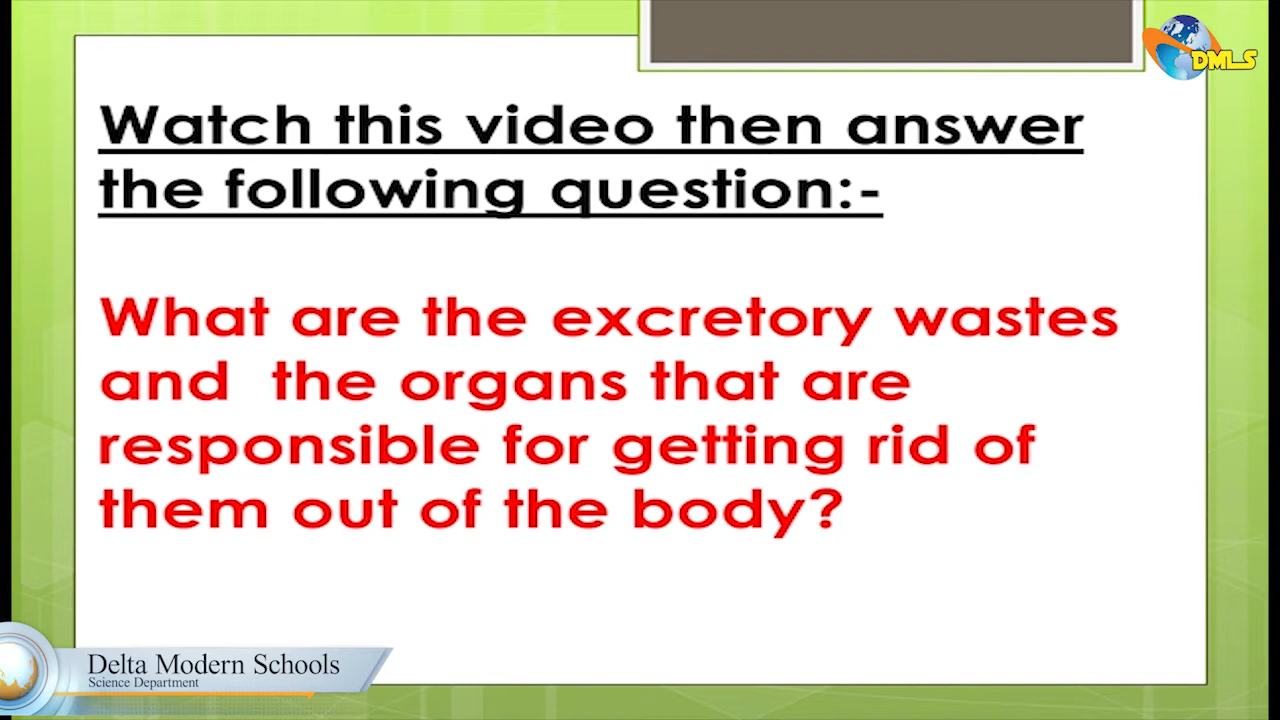 DMLS
Watch this video then answer
the following question:-
What are the excretory wastes
and the organs that are
responsible for getting rid of
them out of the body?
Delta Modern Schools
Science Department